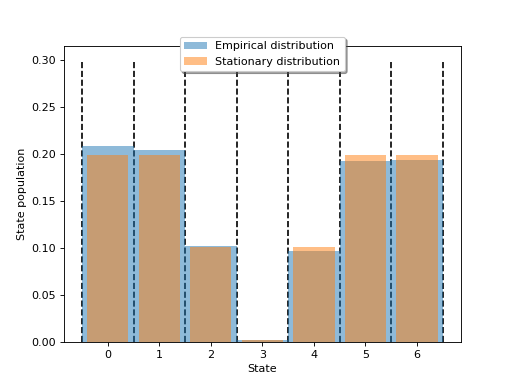 Empirical distribution
Stationary distribution
0.30
0.25
0.20
0.15
0.10
0.05
0.00
State population
0 1 2 3 4 5 6
State